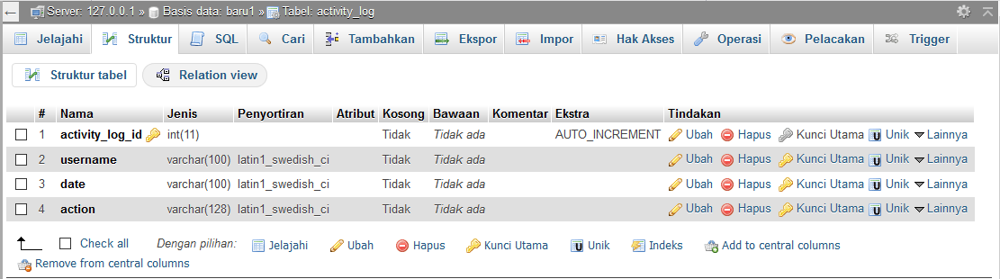 Server: 127.0.0.1 » Basis data: baru1 » Tabel: activity_log
Jelajahi Struktur SQL Cari Tambahkan Ekspor Impor Hak Akses Operasi Pelacakan Trigger
Struktur tabel Relation view
# Nama Jenis Penyortiran Atribut Kosong Bawaan Komentar Ekstra Tindakan
1 activity_log_id int(11) Tidak Tidak ada AUTO_INCREMENT Ubah Hapus Kunci Utama Unik Lainnya
2 username varchar(100) latin1_swedish_ci Tidak Tidak ada Ubah Hapus Kunci Utama Unik Lainnya
3 date varchar(100) latin1_swedish_ci Tidak Tidak ada Ubah Hapus Kunci Utama Unik Lainnya
4 action varchar(128) latin1_swedish_ci Tidak Tidak ada Ubah Hapus Kunci Utama Unik Lainnya
Check all Dengan pilihan: Jelajahi Ubah Hapus Kunci Utama Unik Indeks Add to central columns
Remove from central columns